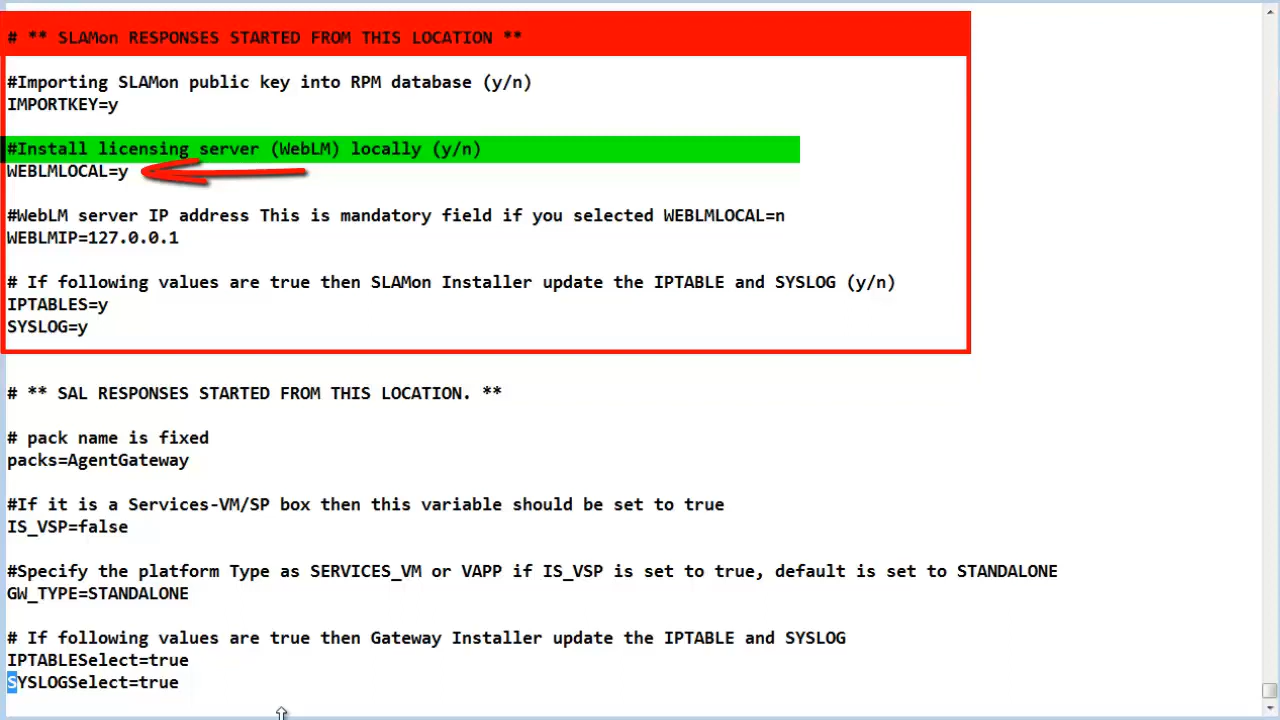 # ** SLAMon RESPONSES STARTED FROM THIS LOCATION **
#Importing SLAMon public key into RPM database (y/n)
IMPORTKEY=y
#Install licensing server (WebLM) locally (y/n)
WEBLMLOCAL=y
#WebLM server IP address This is mandatory field if you selected WEBLMLOCAL=n
WEBLMIP=127.0.0.1
# If following values are true then SLAMon Installer update the IPTABLE and SYSLOG (y/n)
IPTABLES=y
SYSLOG=y
# ** SAL RESPONSES STARTED FROM THIS LOCATION. **
# pack name is fixed
packs=AgentGateway
#If it is a Services-VM/SP box then this variable should be set to true
IS_VSP=false
#Specify the platform Type as SERVICES_VM or VAPP if IS_VSP is set to true, default is set to STANDALONE
GW_TYPE=STANDALONE
# If following values are true then Gateway Installer update the IPTABLE and SYSLOG
IPTABLESelect=true
SYSLOGSelect=true